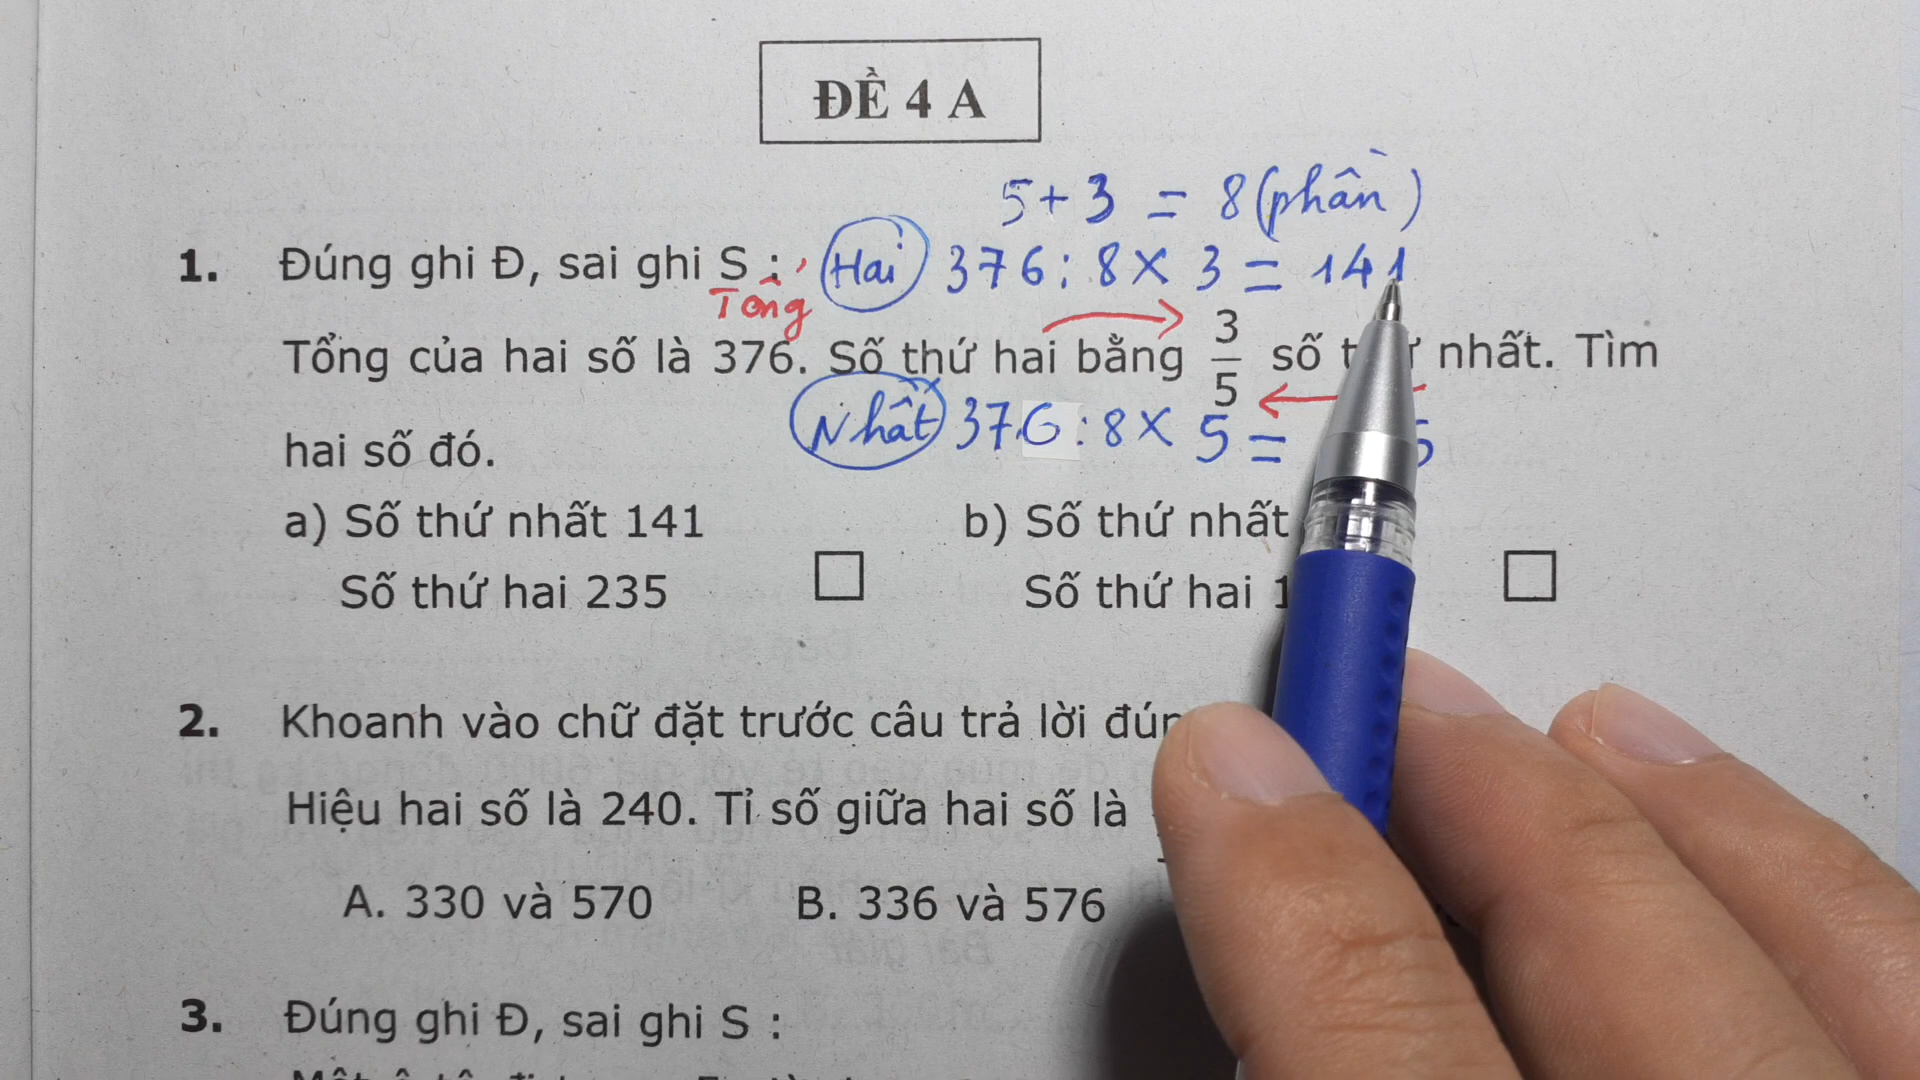 ĐỀ 4 A
5 + 3 = 8 (phần)
1. Đúng ghi Đ, sai ghi S : Hai 376 : 8 × 3 = 141
Tổng
Tổng của hai số là 376. Số thứ hai bằng 3/5 số nhất. Tìm
hai số đó. Nhất 376 : 8 × 5 =
a) Số thứ nhất 141 b) Số thứ nhất
Số thứ hai 235 Số thứ hai
2. Khoanh vào chữ đặt trước câu trả lời
Hiệu hai số là 240. Tỉ số giữa hai số là
A. 330 và 570 B. 336 và 576
3. Đúng ghi Đ, sai ghi S :